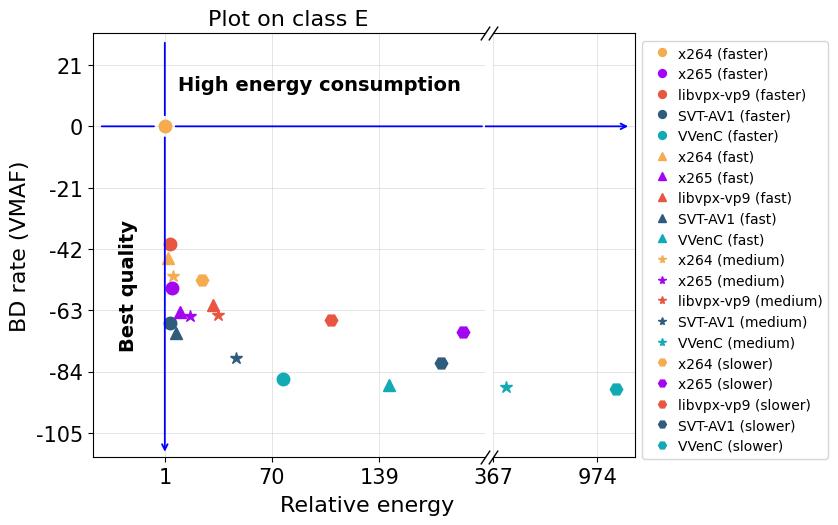 Plot on class E
21
0
-21
-42
-63
-84
-105
BD rate (VMAF)
High energy consumption
Best quality
1
70
139
367
974
Relative energy
x264 (faster)
x265 (faster)
libvpx-vp9 (faster)
SVT-AV1 (faster)
VVenC (faster)
x264 (fast)
x265 (fast)
libvpx-vp9 (fast)
SVT-AV1 (fast)
VVenC (fast)
x264 (medium)
x265 (medium)
libvpx-vp9 (medium)
SVT-AV1 (medium)
VVenC (medium)
x264 (slower)
x265 (slower)
libvpx-vp9 (slower)
SVT-AV1 (slower)
VVenC (slower)